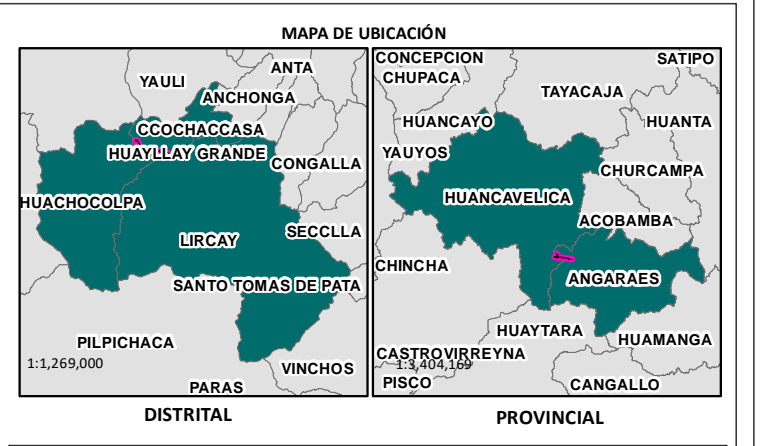 MAPA DE UBICACIÓN
YAULI
ANTA
ANCHONGA
CCOCHACCASA
HUAYLLAY GRANDE
CONGALLA
HUACHOCOLPA
LIRCAY
SECCLLA
SANTO TOMAS DE PATA
PILPICHACA
1:1,269,000
VINCHOS
PARAS
DISTRITAL
CONCEPCION
SATIPO
CHUPACA
TAYACAJA
HUANCAYO
HUANTA
YAUYOS
CHURCAMPA
HUANCAVELICA
ACOBAMBA
CHINCHA
ANGARAES
HUAYTARA
HUAMANGA
CASTROVIRREYNA
1:3,404,169
PISCO
CANGALLO
PROVINCIAL